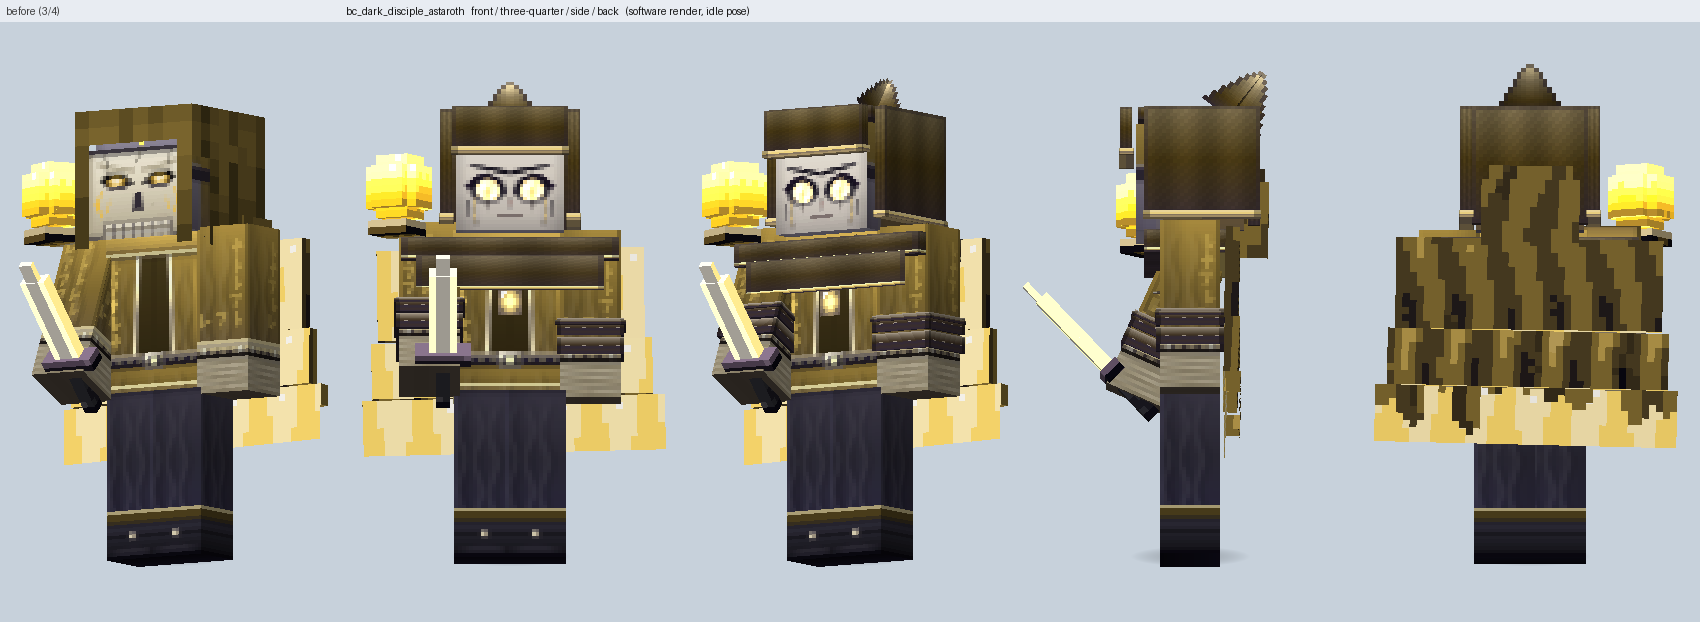 before (3/4)
bc_dark_disciple_astaroth front / three-quarter / side / back (software render, idle pose)